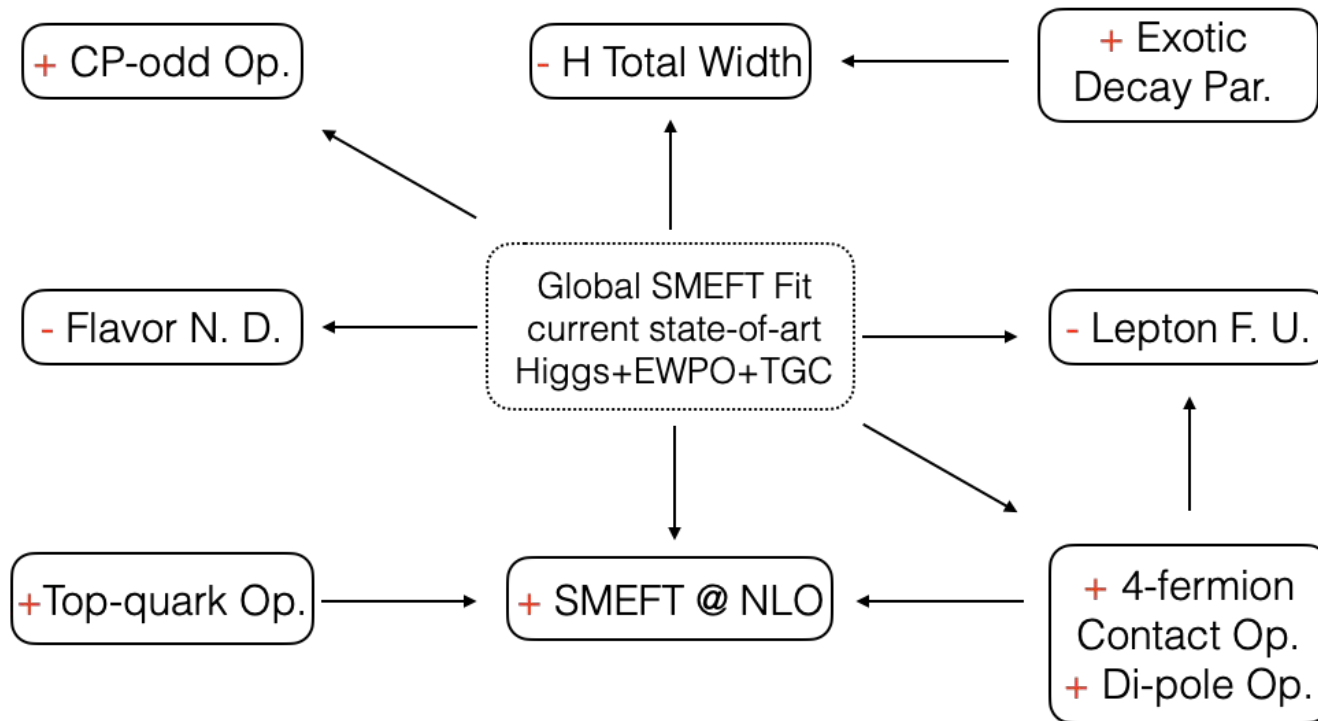 + CP-odd Op.
- H Total Width
+ Exotic
Decay Par.
Global SMEFT Fit
current state-of-art
Higgs+EWPO+TGC
- Flavor N. D.
- Lepton F. U.
+Top-quark Op.
+ SMEFT @ NLO
+ 4-fermion
Contact Op.
+ Di-pole Op.